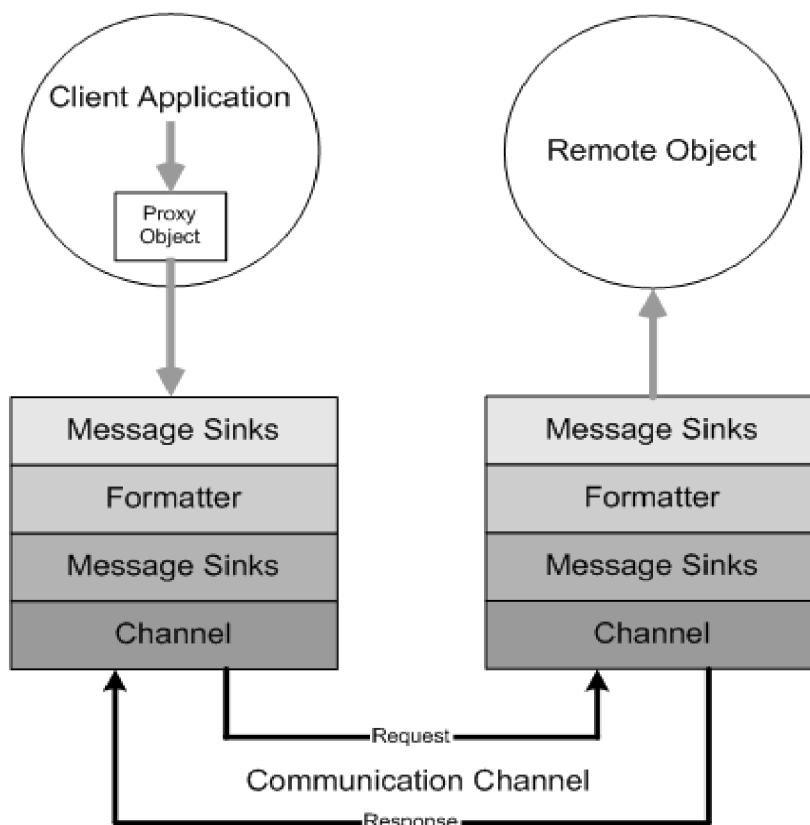 Client Application
Proxy
Object
Remote Object
Message Sinks
Formatter
Message Sinks
Channel
Message Sinks
Formatter
Message Sinks
Channel
Request
Communication Channel
Response